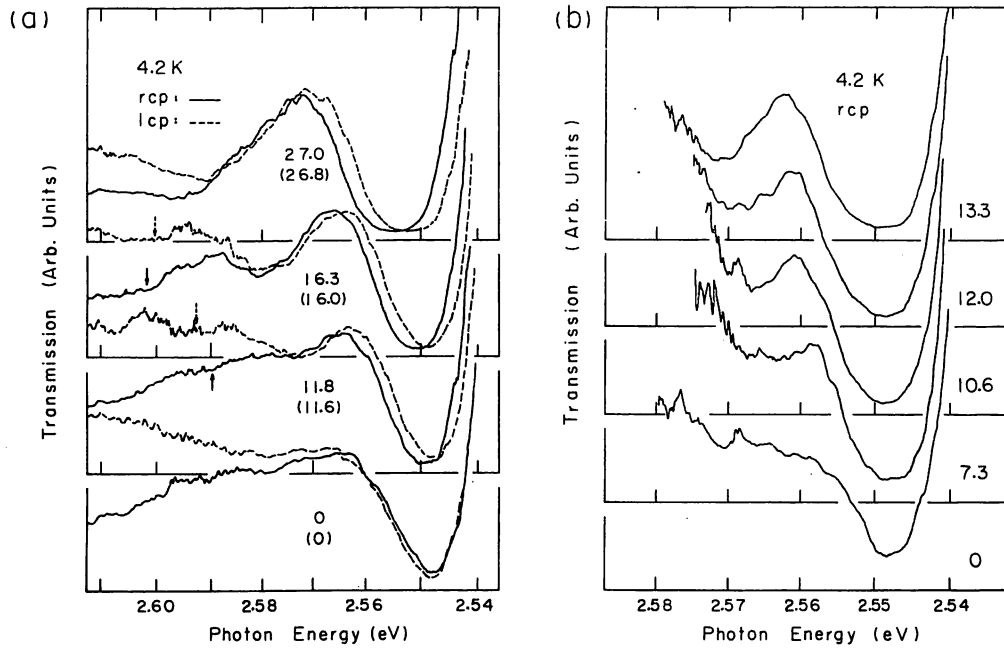 (a)
4.2 K
rcp:
lcp:
27.0
(26.8)
16.3
(16.0)
11.8
(11.6)
0
(0)
Transmission (Arb. Units)
2.60 2.58 2.56 2.54
Photon Energy (eV)
(b)
4.2 K
rcp
13.3
12.0
10.6
7.3
0
Transmission (Arb. Units)
2.58 2.57 2.56 2.55 2.54
Photon Energy (eV)